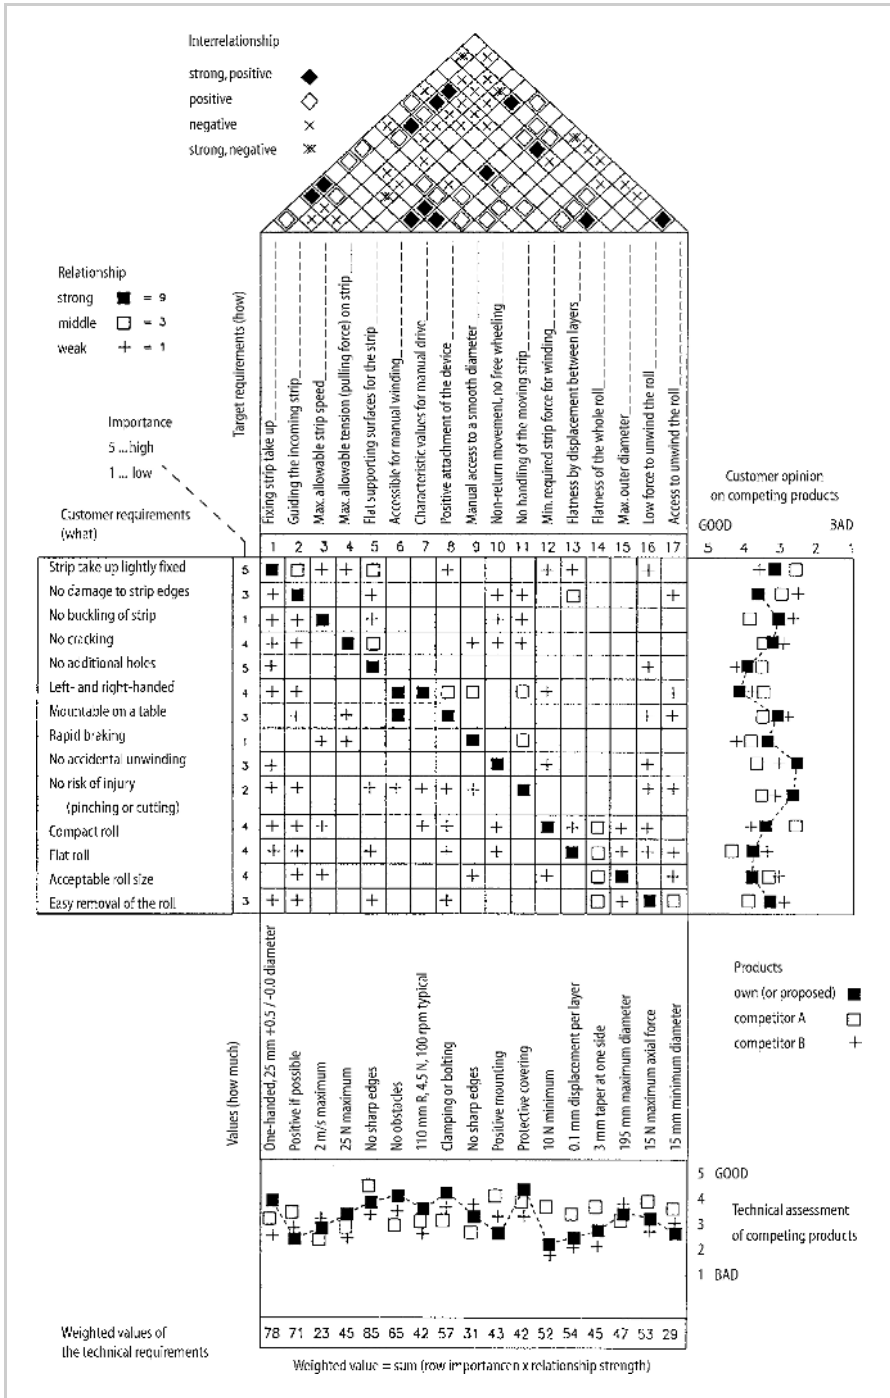 Interrelationship
strong, positive
positive
negative
strong, negative
Relationship
strong = 9
middle = 3
weak = 1
Importance
5 ...high
1 ... low
Customer requirements
(what)
Target requirements (how)
Fixing strip take up
Guiding the incoming strip
Max. allowable strip speed
Max. allowable tension (pulling force) on strip
Flat supporting surfaces for the strip
Accessible for manual winding
Characteristic values for manual drive
Positive attachment of the device
Manual access to a smooth diameter
Non-return movement, no free wheeling
No handling of the moving strip
Min. required strip force for winding
Flatness by displacement between layers
Flatness of the whole roll
Max. outer diameter
Low force to unwind the roll
Access to unwind the roll
Customer opinion
on competing products
GOOD BAD
5 4 3 2 1
1 2 3 4 5 6 7 8 9 10 11 12 13 14 15 16 17
Strip take up lightly fixed 5
No damage to strip edges 3
No buckling of strip 1
No cracking 4
No additional holes 5
Left- and right-handed 4
Mountable on a table 3
Rapid braking 1
No accidental unwinding 3
No risk of injury 2
(pinching or cutting)
Compact roll 4
Flat roll 4
Acceptable roll size 4
Easy removal of the roll 3
Values (how much)
One-handed, 25 mm +0.5 / -0.0 diameter
Positive if possible
2 m/s maximum
25 N maximum
No sharp edges
No obstacles
110 mm R, 4.5 N, 100 rpm typical
Clamping or bolting
No sharp edges
Positive mounting
Protective covering
10 N minimum
0.1 mm displacement per layer
3 mm taper at one side
195 mm maximum diameter
15 N maximum axial force
15 mm minimum diameter
Products
own (or proposed)
competitor A
competitor B
5 GOOD
4
3
2
1 BAD
Technical assessment
of competing products
Weighted values of
the technical requirements
78 71 23 45 85 65 42 57 31 43 42 52 54 45 47 53 29
Weighted value = sum (row importancen x relationship strength)